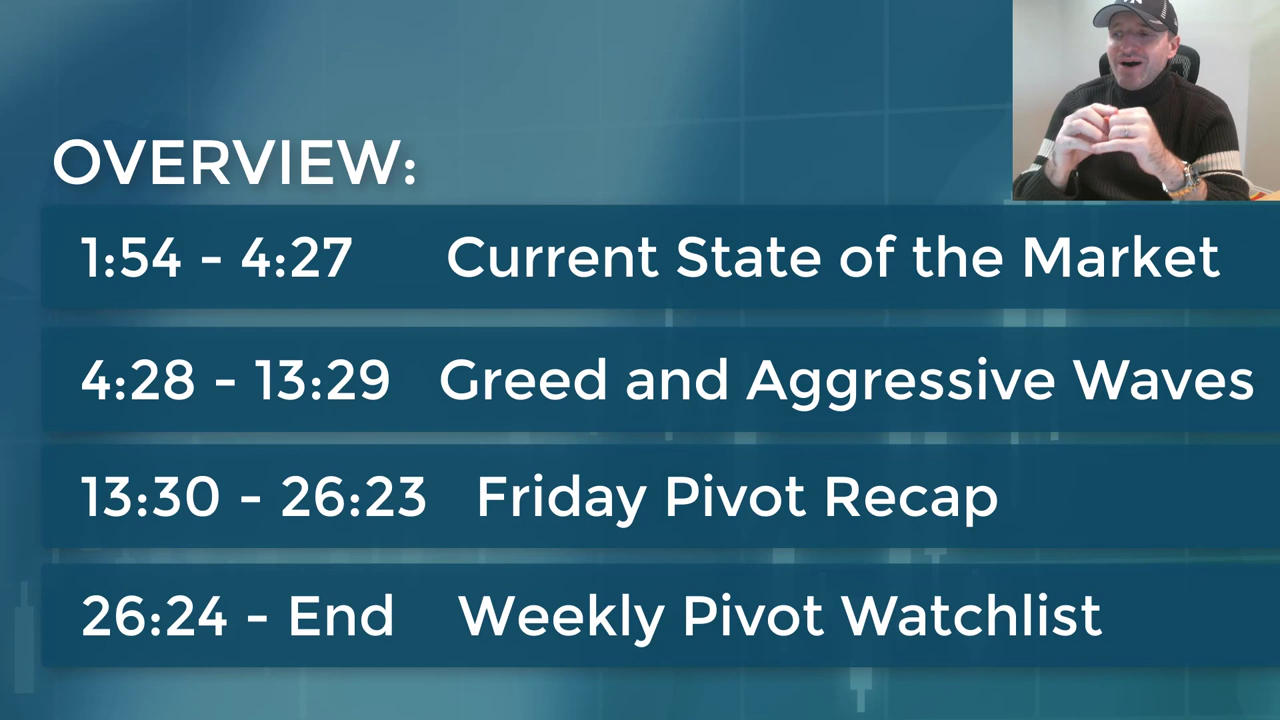 OVERVIEW:
1:54 - 4:27 Current State of the Market
4:28 - 13:29 Greed and Aggressive Waves
13:30 - 26:23 Friday Pivot Recap
26:24 - End Weekly Pivot Watchlist